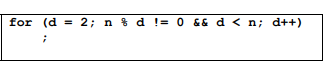 for (d = 2; n % d != 0 && d < n; d++)
;